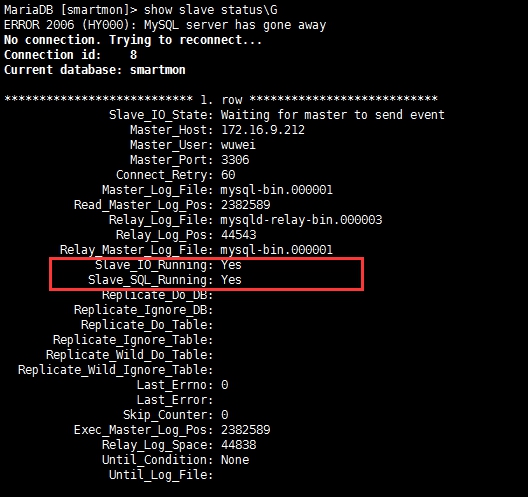 MariaDB [smartmon]> show slave status\G
ERROR 2006 (HY000): MySQL server has gone away
No connection. Trying to reconnect...
Connection id:    8
Current database: smartmon

*************************** 1. row ***************************
Slave_IO_State: Waiting for master to send event
Master_Host: 172.16.9.212
Master_User: wuwei
Master_Port: 3306
Connect_Retry: 60
Master_Log_File: mysql-bin.000001
Read_Master_Log_Pos: 2382589
Relay_Log_File: mysqld-relay-bin.000003
Relay_Log_Pos: 44543
Relay_Master_Log_File: mysql-bin.000001
Slave_IO_Running: Yes
Slave_SQL_Running: Yes
Replicate_Do_DB:
Replicate_Ignore_DB:
Replicate_Do_Table:
Replicate_Ignore_Table:
Replicate_Wild_Do_Table:
Replicate_Wild_Ignore_Table:
Last_Errno: 0
Last_Error:
Skip_Counter: 0
Exec_Master_Log_Pos: 2382589
Relay_Log_Space: 44838
Until_Condition: None
Until_Log_File: